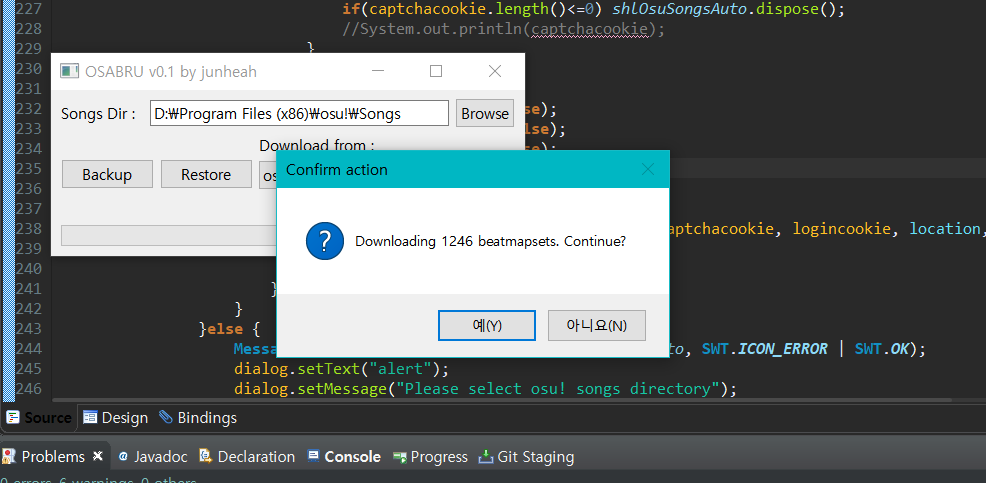 227 if(captchacookie.length()<=0) shlOsuSongsAuto.dispose();
228 //System.out.println(captchacookie);
229 }
230
231
232 se);
233 lse);
234 se);
235
236
237
238 aptchacookie, logincookie, location,
239
240
241 }
242 }
243 }else {
244 Messa to, SWT.ICON_ERROR | SWT.OK);
245 dialog.setText("alert");
246 dialog.setMessage("Please select osu! songs directory");
OSABRU v0.1 by junheah
Songs Dir : D:₩Program Files (x86)₩osu!₩Songs Browse
Download from :
Backup Restore os
Confirm action
Downloading 1246 beatmapsets. Continue?
예(Y) 아니요(N)
Source Design Bindings
Problems Javadoc Declaration Console Progress Git Staging
0 errors, 6 warnings, 0 others